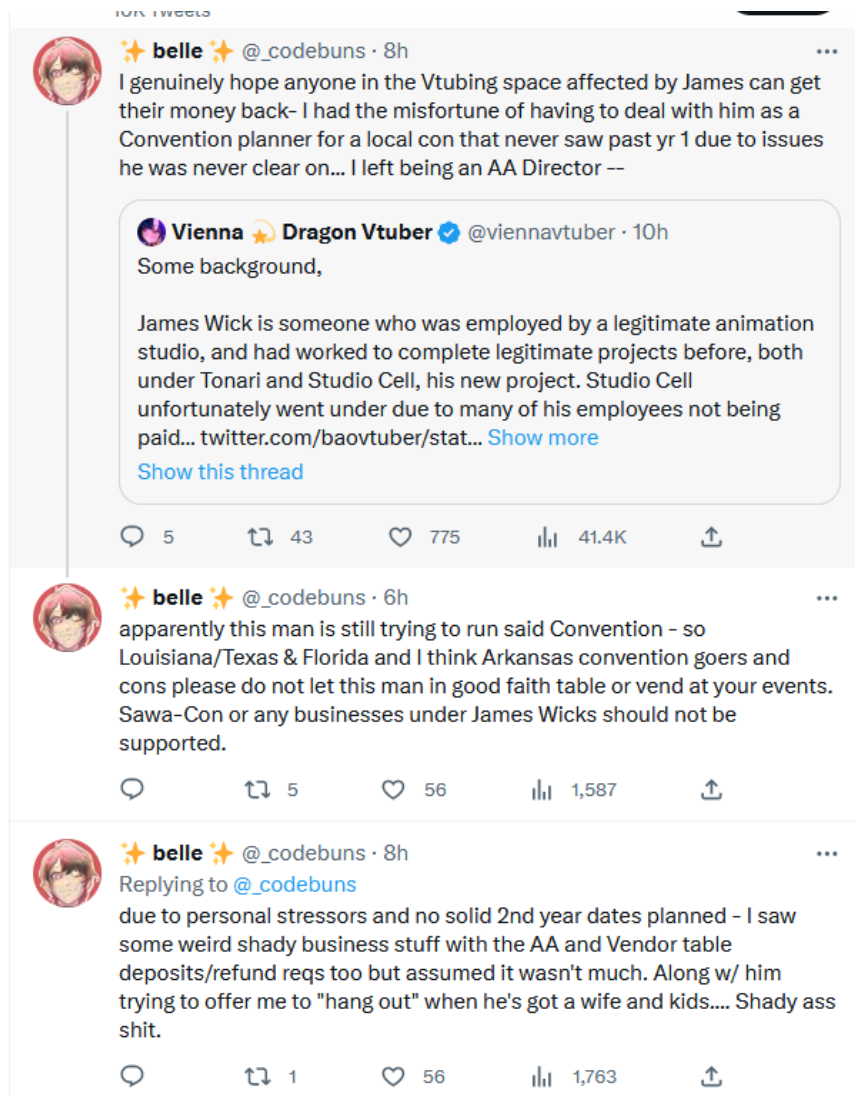 10K Tweets
✨ belle ✨ @_codebuns · 8h
I genuinely hope anyone in the Vtubing space affected by James can get
their money back- I had the misfortune of having to deal with him as a
Convention planner for a local con that never saw past yr 1 due to issues
he was never clear on... I left being an AA Director --
Vienna 💫 Dragon Vtuber @viennavtuber · 10h
Some background,
James Wick is someone who was employed by a legitimate animation
studio, and had worked to complete legitimate projects before, both
under Tonari and Studio Cell, his new project. Studio Cell
unfortunately went under due to many of his employees not being
paid... twitter.com/baovtuber/stat... Show more
Show this thread
5 43 775 41.4K
✨ belle ✨ @_codebuns · 6h
apparently this man is still trying to run said Convention - so
Louisiana/Texas & Florida and I think Arkansas convention goers and
cons please do not let this man in good faith table or vend at your events.
Sawa-Con or any businesses under James Wicks should not be
supported.
5 56 1,587
✨ belle ✨ @_codebuns · 8h
Replying to @_codebuns
due to personal stressors and no solid 2nd year dates planned - I saw
some weird shady business stuff with the AA and Vendor table
deposits/refund reqs too but assumed it wasn't much. Along w/ him
trying to offer me to "hang out" when he's got a wife and kids.... Shady ass
shit.
1 56 1,763